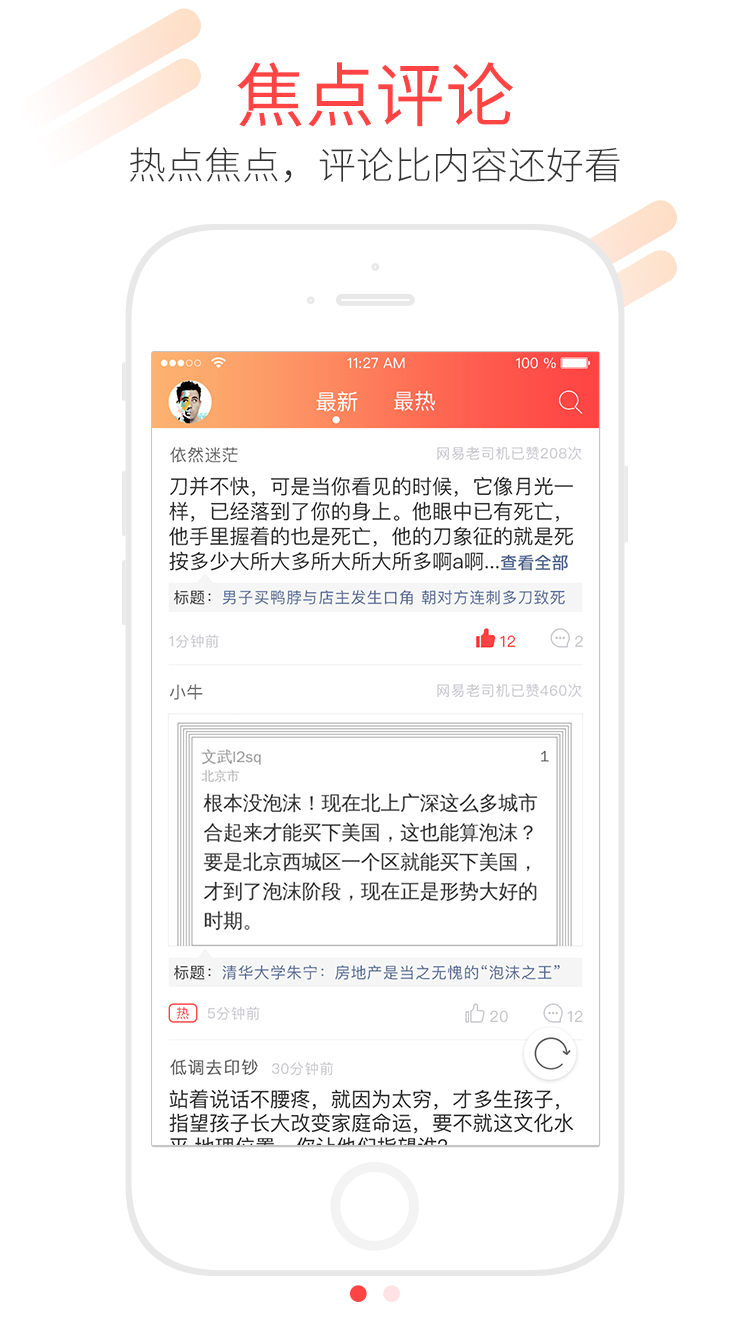 焦点评论
热点焦点，评论比内容还好看
11:27 AM
100 %
最新 最热
依然迷茫 网易老司机已赞208次
刀并不快，可是当你看见的时候，它像月光一
样，已经落到了你的身上。他眼中已有死亡，
他手里握着的也是死亡，他的刀象征的就是死
按多少大所大多所大所大所多啊a啊...查看全部
标题：男子买鸭脖与店主发生口角 朝对方连刺多刀致死
1分钟前 12 2
小牛 网易老司机已赞460次
文武l2sq 1
北京市
根本没泡沫！现在北上广深这么多城市
合起来才能买下美国，这也能算泡沫？
要是北京西城区一个区就能买下美国，
才到了泡沫阶段，现在正是形势大好的
时期。
标题：清华大学朱宁：房地产是当之无愧的“泡沫之王”
热 5分钟前 20 12
低调去印钞 30分钟前
站着说话不腰疼，就因为太穷，才多生孩子，
指望孩子长大改变家庭命运，要不就这文化水
平 地理位置，你让他们指望谁?